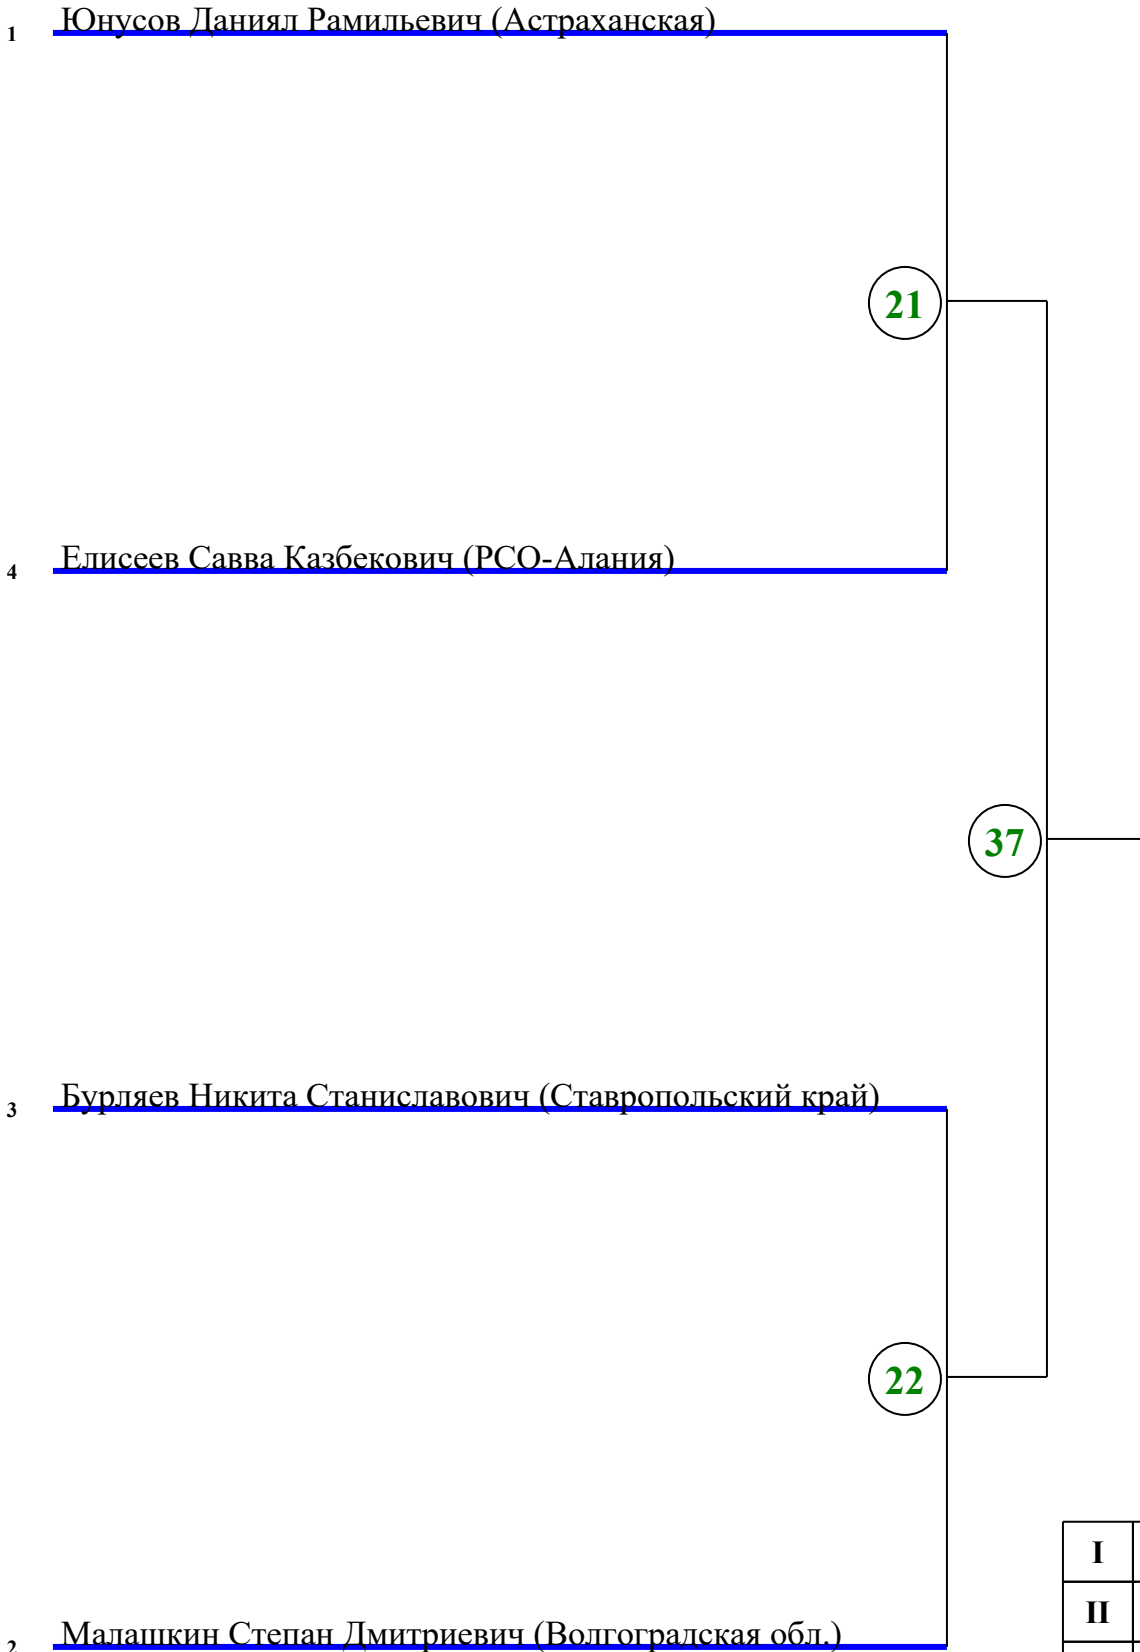 1 Юнусов Даниял Рамильевич (Астраханская)
21
4 Елисеев Савва Казбекович (РСО-Алания)
37
3 Бурляев Никита Станиславович (Ставропольский край)
22
I
II
2 Малашкин Степан Дмитриевич (Волгоградская обл.)